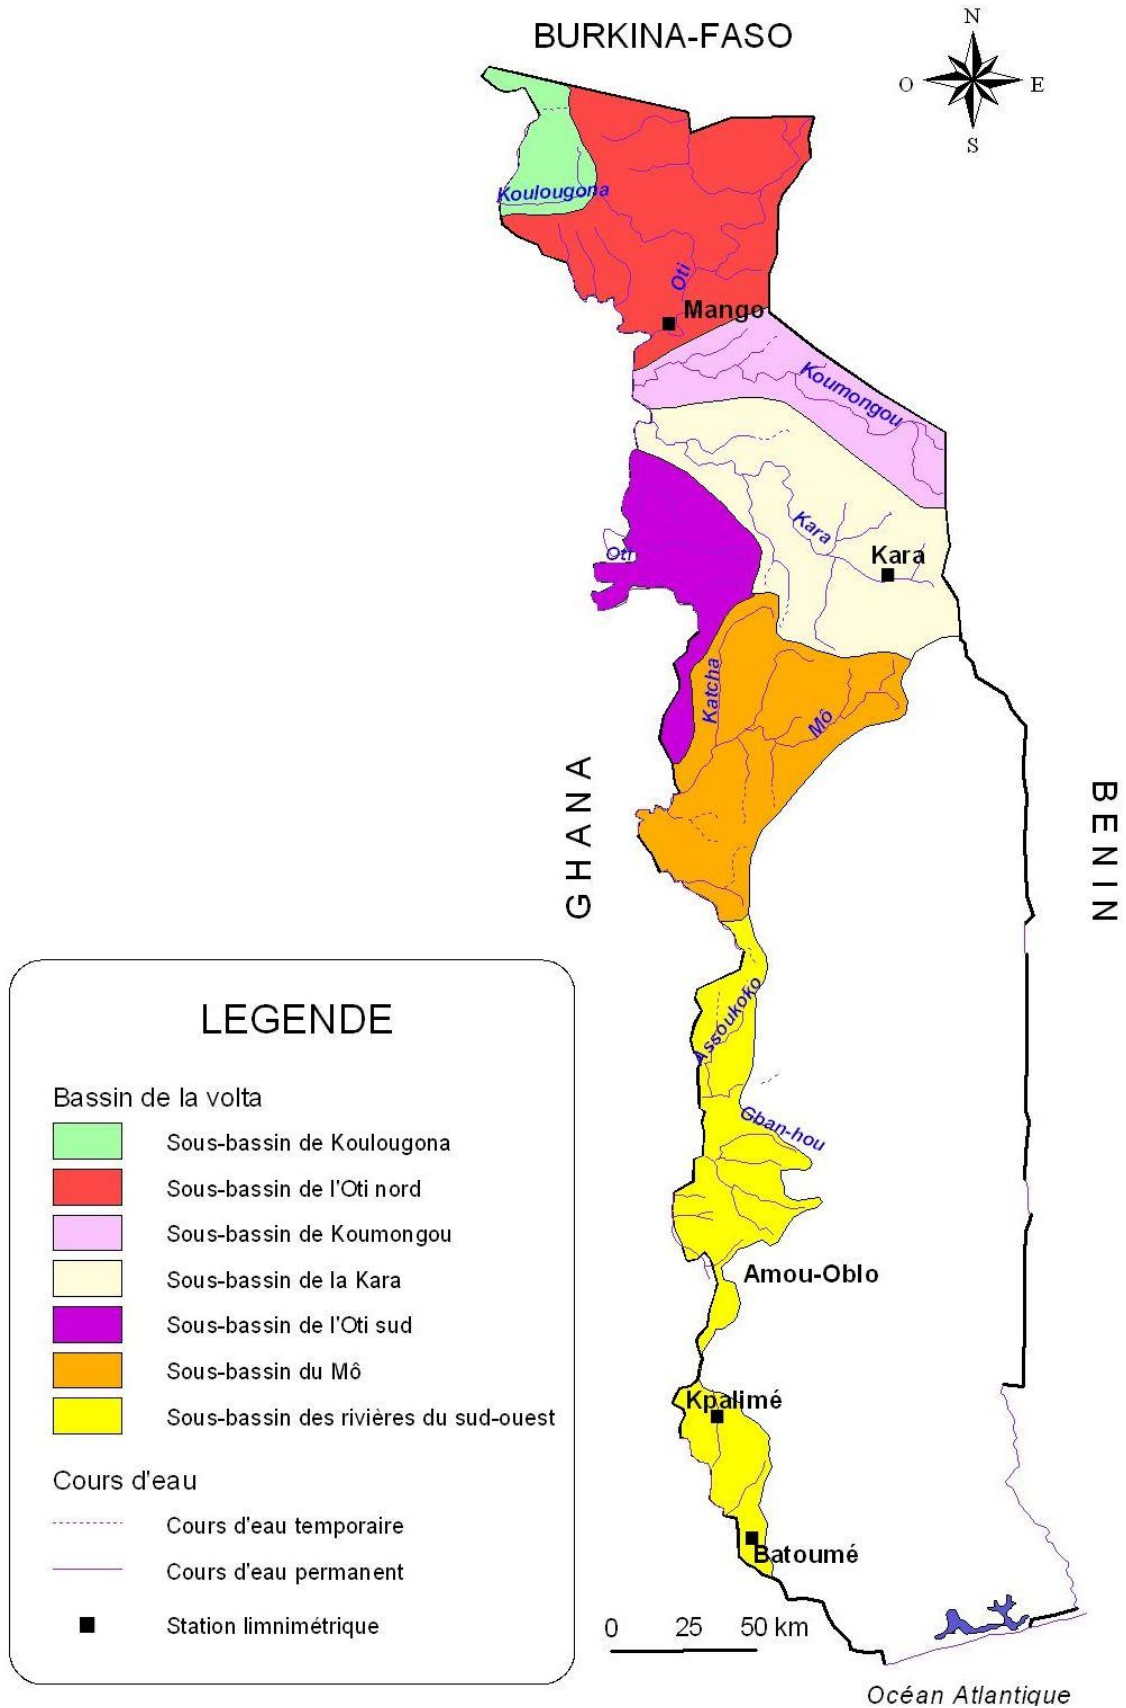 BURKINA-FASO
N
O
E
S
Koulougona
Oti
Mango
Koumongou
Kara
Kara
Oti
Katcha
Mô
GHANA
BENIN
Assoukoko
Gban-hou
Amou-Oblo
Kpalimé
Batoumé
0 25 50 km
Océan Atlantique
LEGENDE
Bassin de la volta
Sous-bassin de Koulougona
Sous-bassin de l'Oti nord
Sous-bassin de Koumongou
Sous-bassin de la Kara
Sous-bassin de l'Oti sud
Sous-bassin du Mô
Sous-bassin des rivières du sud-ouest
Cours d'eau
Cours d'eau temporaire
Cours d'eau permanent
Station limnimétrique